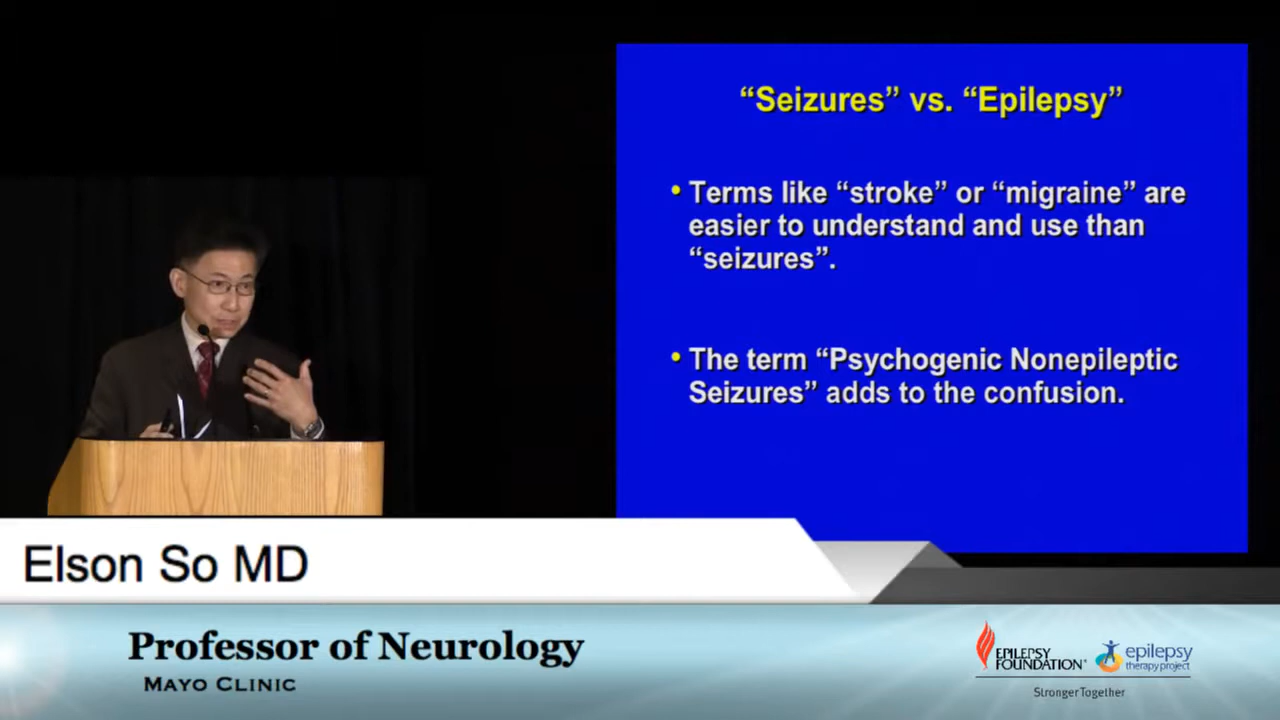 “Seizures” vs. “Epilepsy”
• Terms like “stroke” or “migraine” are
easier to understand and use than
“seizures”.
• The term “Psychogenic Nonepileptic
Seizures” adds to the confusion.
Elson So MD
Professor of Neurology
MAYO CLINIC
EPILEPSY
FOUNDATION®
epilepsy
therapy project
Stronger Together